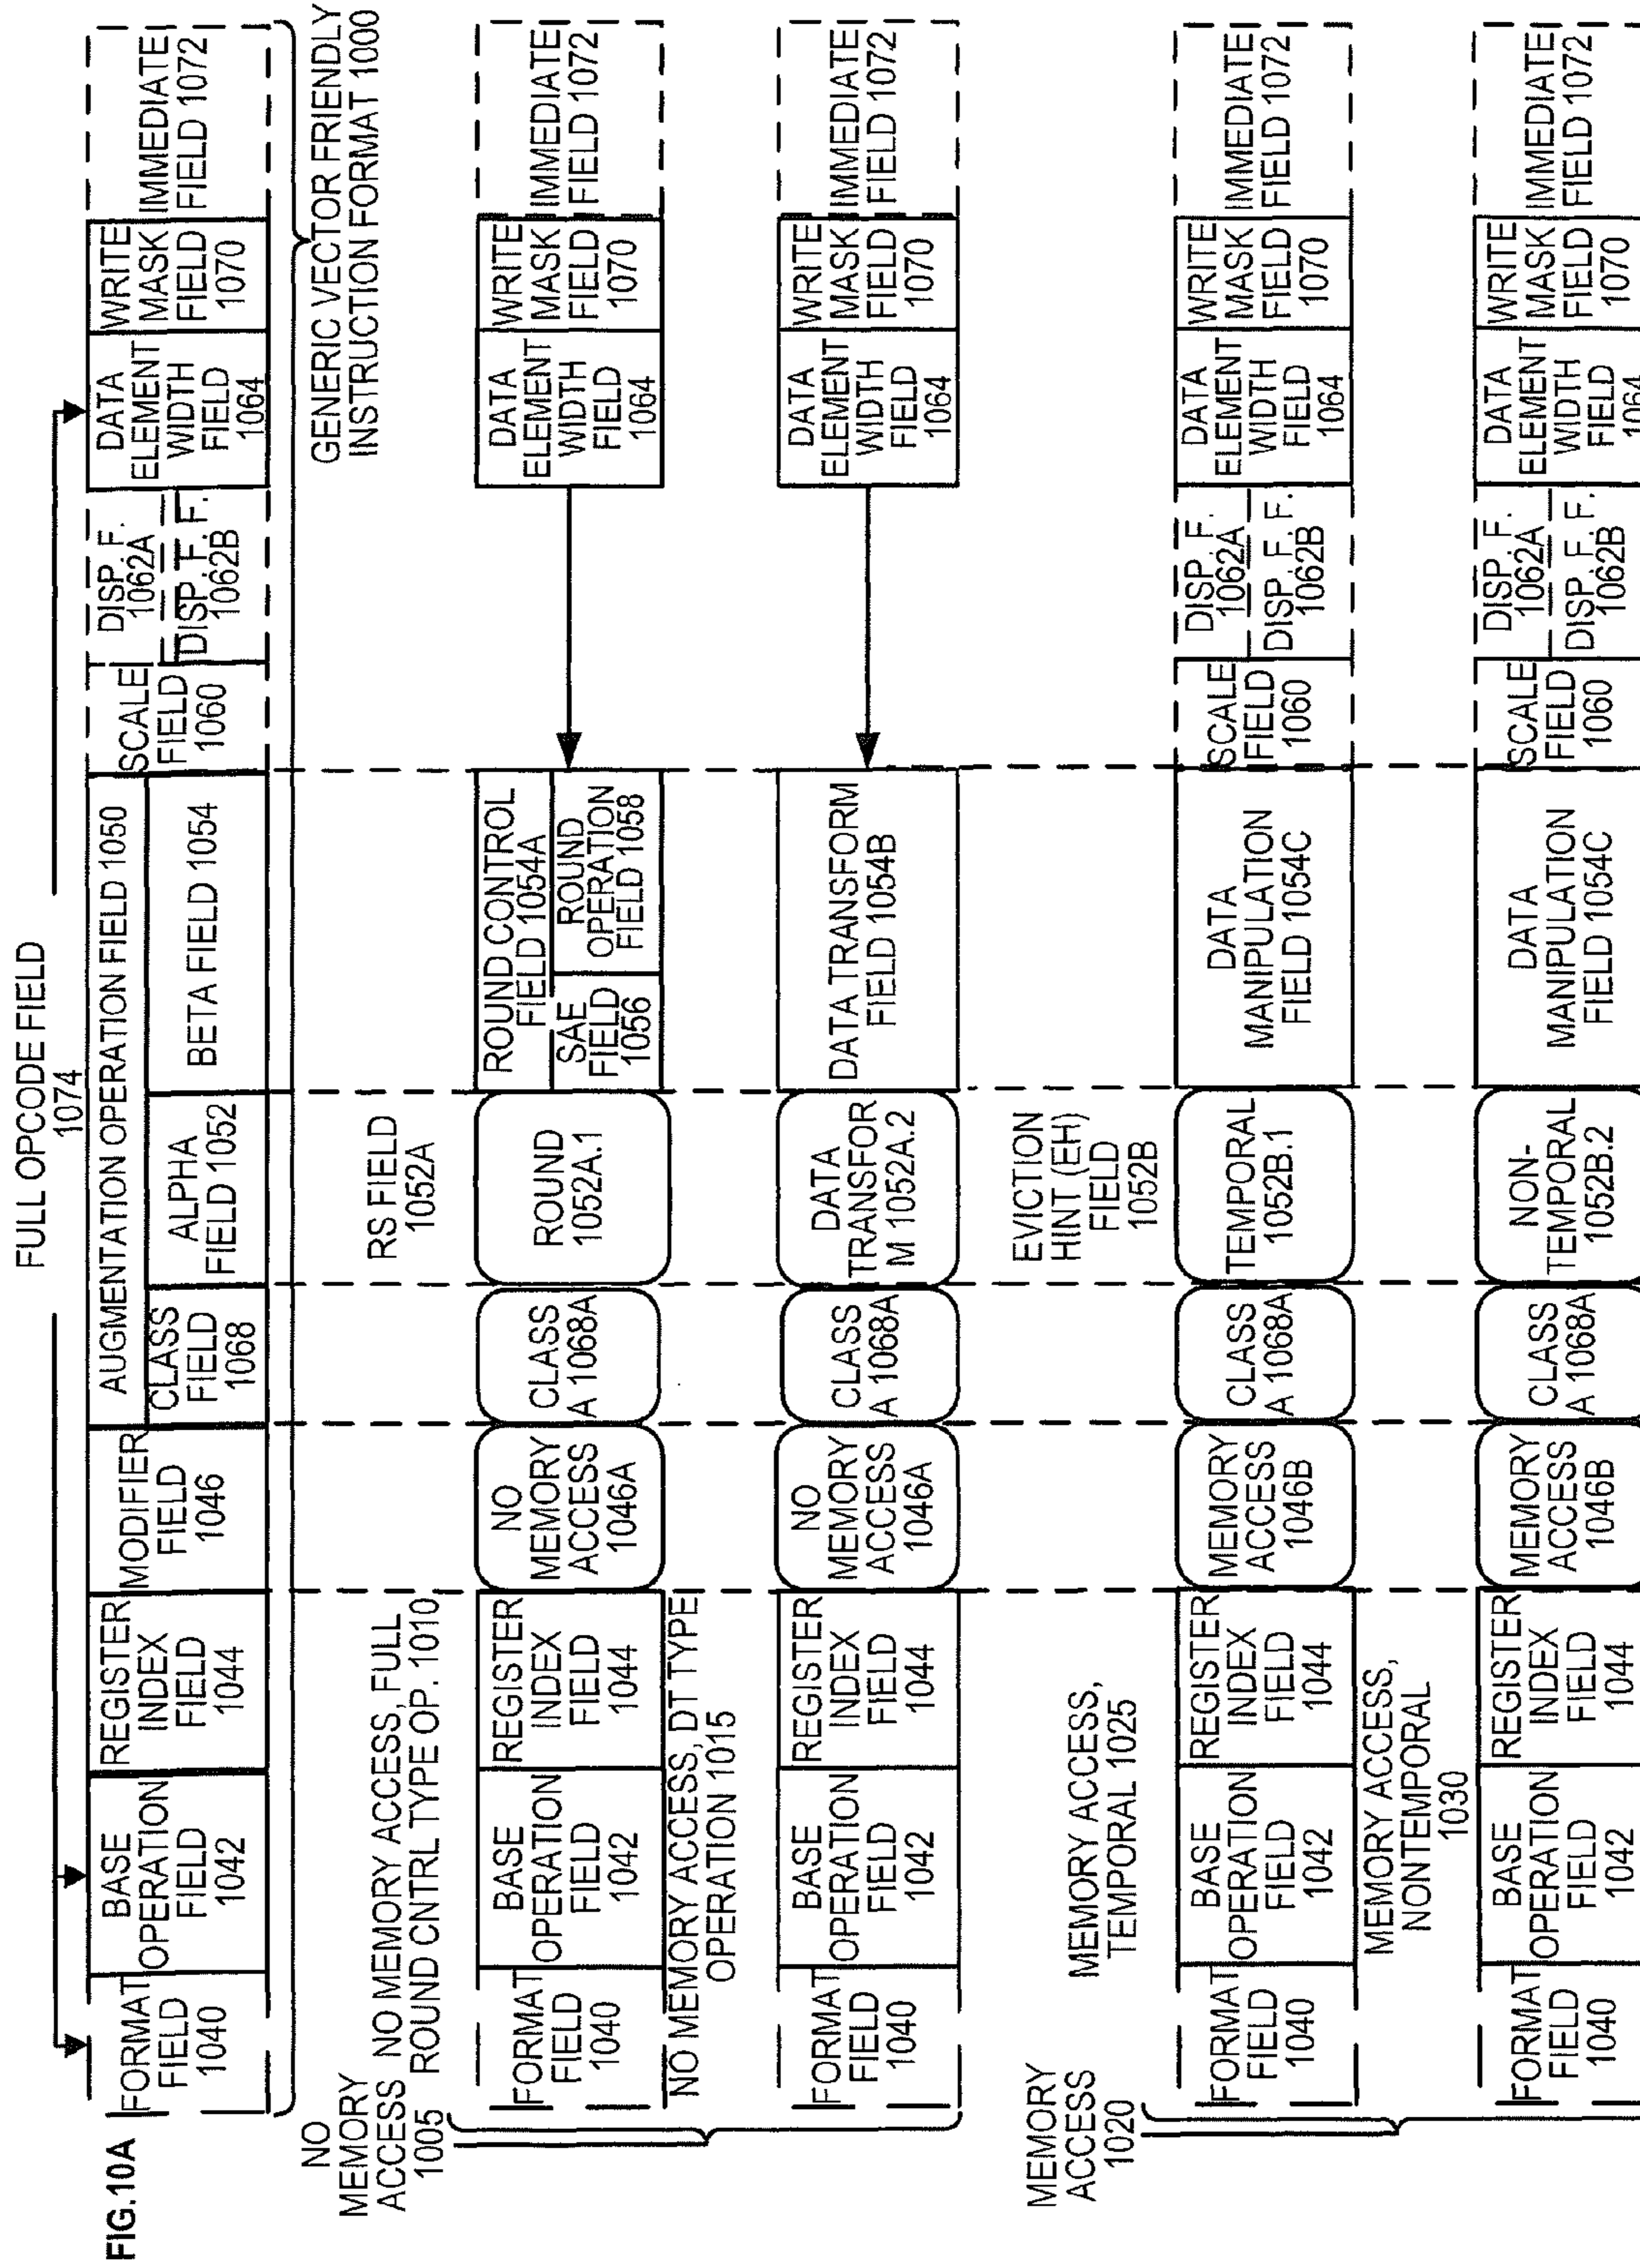 FIG.10A
FULL OPCODE FIELD
1074
FORMAT
FIELD
1040
BASE
OPERATION
FIELD
1042
REGISTER
INDEX
FIELD
1044
MODIFIER
FIELD
1046
AUGMENTATION OPERATION FIELD 1050
CLASS
FIELD
1068
ALPHA
FIELD 1052
BETA FIELD 1054
SCALE
FIELD
1060
DISP. F.
1062A
DISP. F. F.
1062B
DATA
ELEMENT
WIDTH
FIELD
1064
WRITE
MASK
FIELD
1070
IMMEDIATE
FIELD 1072
GENERIC VECTOR FRIENDLY
INSTRUCTION FORMAT 1000
NO
MEMORY
ACCESS
1005
NO MEMORY ACCESS, FULL
ROUND CNTRL TYPE OP. 1010
RS FIELD
1052A
FORMAT
FIELD
1040
BASE
OPERATION
FIELD
1042
REGISTER
INDEX
FIELD
1044
NO
MEMORY
ACCESS
1046A
CLASS
A 1068A
ROUND
1052A.1
ROUND CONTROL
FIELD 1054A
SAE
FIELD
1056
ROUND
OPERATION
FIELD 1058
DATA
ELEMENT
WIDTH
FIELD
1064
WRITE
MASK
FIELD
1070
IMMEDIATE
FIELD 1072
NO MEMORY ACCESS, DT TYPE
OPERATION 1015
FORMAT
FIELD
1040
BASE
OPERATION
FIELD
1042
REGISTER
INDEX
FIELD
1044
NO
MEMORY
ACCESS
1046A
CLASS
A 1068A
DATA
TRANSFOR
M 1052A.2
DATA TRANSFORM
FIELD 1054B
DATA
ELEMENT
WIDTH
FIELD
1064
WRITE
MASK
FIELD
1070
IMMEDIATE
FIELD 1072
MEMORY
ACCESS
1020
MEMORY ACCESS,
TEMPORAL 1025
EVICTION
HINT (EH)
FIELD
1052B
FORMAT
FIELD
1040
BASE
OPERATION
FIELD
1042
REGISTER
INDEX
FIELD
1044
MEMORY
ACCESS
1046B
CLASS
A 1068A
TEMPORAL
1052B.1
DATA
MANIPULATION
FIELD 1054C
SCALE
FIELD
1060
DISP. F.
1062A
DISP. F. F.
1062B
DATA
ELEMENT
WIDTH
FIELD
1064
WRITE
MASK
FIELD
1070
IMMEDIATE
FIELD 1072
MEMORY ACCESS,
NONTEMPORAL
1030
FORMAT
FIELD
1040
BASE
OPERATION
FIELD
1042
REGISTER
INDEX
FIELD
1044
MEMORY
ACCESS
1046B
CLASS
A 1068A
NON-
TEMPORAL
1052B.2
DATA
MANIPULATION
FIELD 1054C
SCALE
FIELD
1060
DISP. F.
1062A
DISP. F. F.
1062B
DATA
ELEMENT
WIDTH
FIELD
1064
WRITE
MASK
FIELD
1070
IMMEDIATE
FIELD 1072